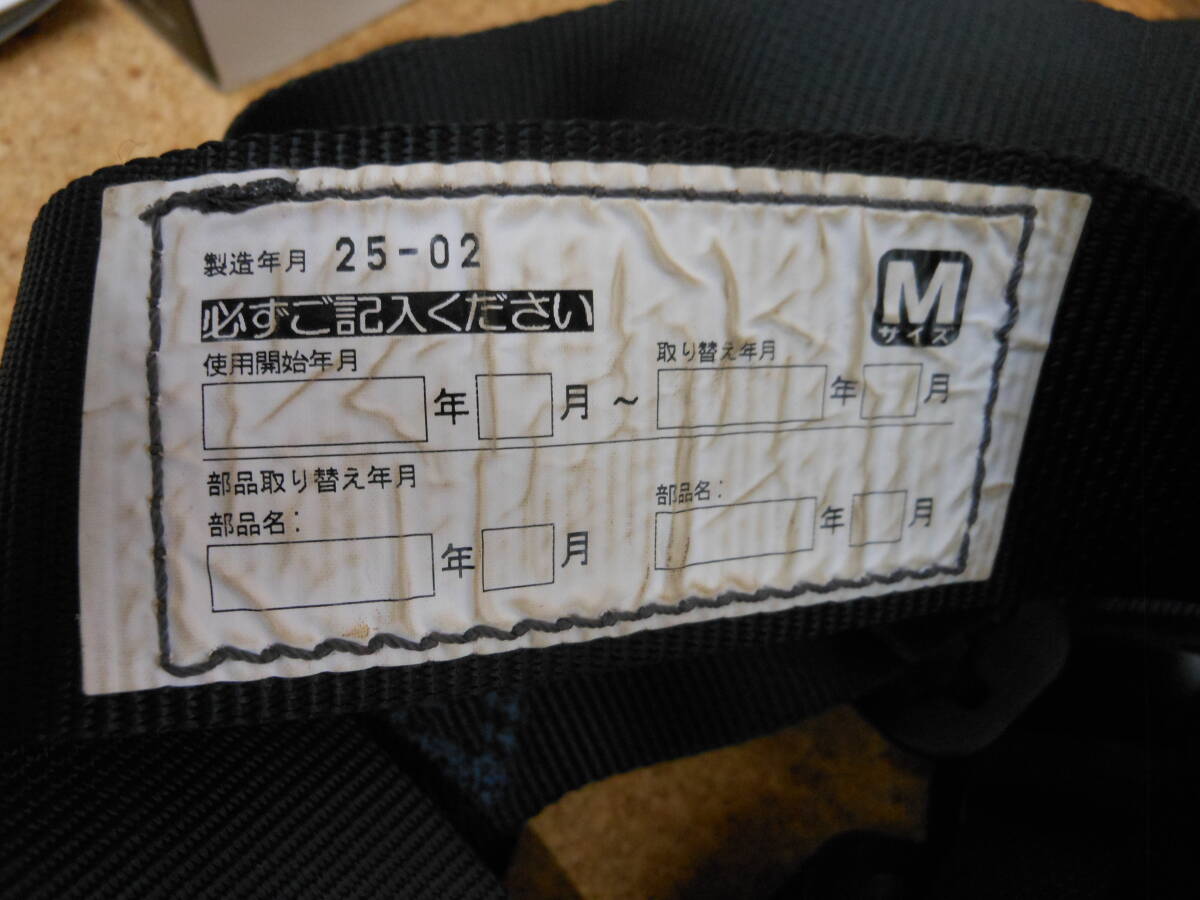 製造年月 25-02
M
サイズ
必ずご記入ください
使用開始年月 取り替え年月
年 月 ~ 年 月
部品取り替え年月
部品名: 部品名:
年 月 年 月